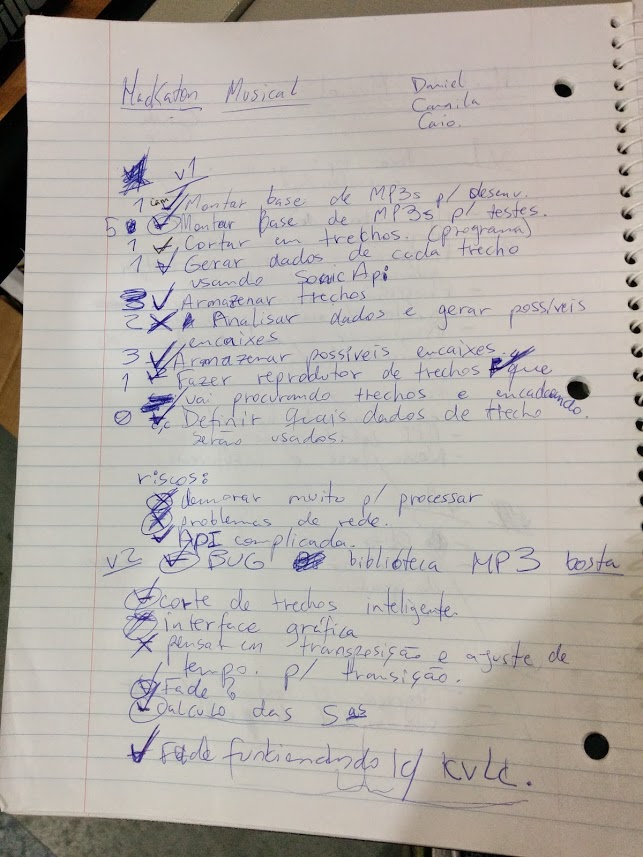 Hackaton Musical
Daniel
Camila
Caio.
v1
1 Montar base de MP3s p/ desenv.
5 Montar base de MP3s p/ testes.
1 Cortar em trechos. (programa)
1 Gerar dados de cada trecho
usando Sonic Api
3 Armazenar trechos
2 Analisar dados e gerar possíveis
encaixes
3 Armazenar possíveis encaixes.
1 Fazer reprodutor de trechos que
vai procurando trechos e encadeando.
0 Definir quais dados de trecho
serão usados.
riscos:
demorar muito p/ processar
problemas de rede.
API complicada.
v2 BUG biblioteca MP3 bosta
corte de trechos inteligente.
interface gráfica
pensar em transposição e ajuste de
tempo. p/ transição.
Fade
Calculo das
Fade funcionando c/ KVLC.